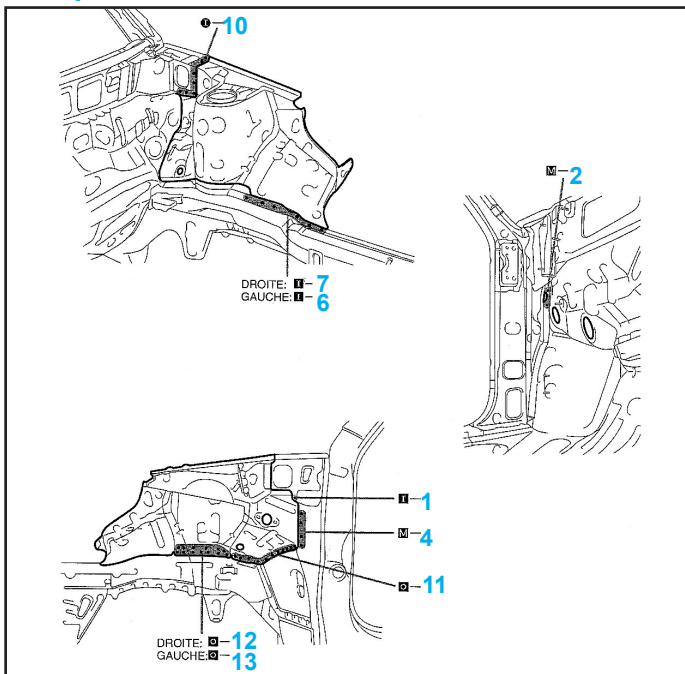 10
M-2
DROITE: I-7
GAUCHE: I-6
I-1
M-4
11
DROITE: 12
GAUCHE: 13